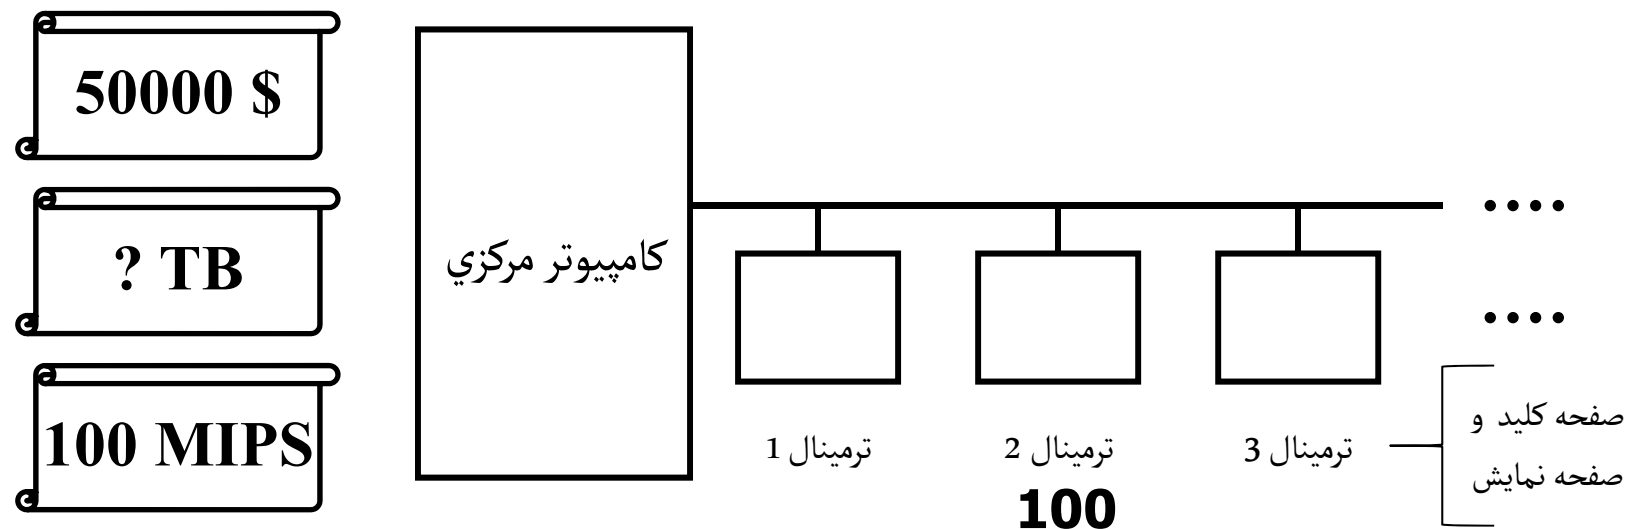 50000 $
? TB
100 MIPS
کامپیوتر مرکزي
....
....
ترمینال 1
ترمینال 2
ترمینال 3
100
صفحه کلید و
صفحه نمایش